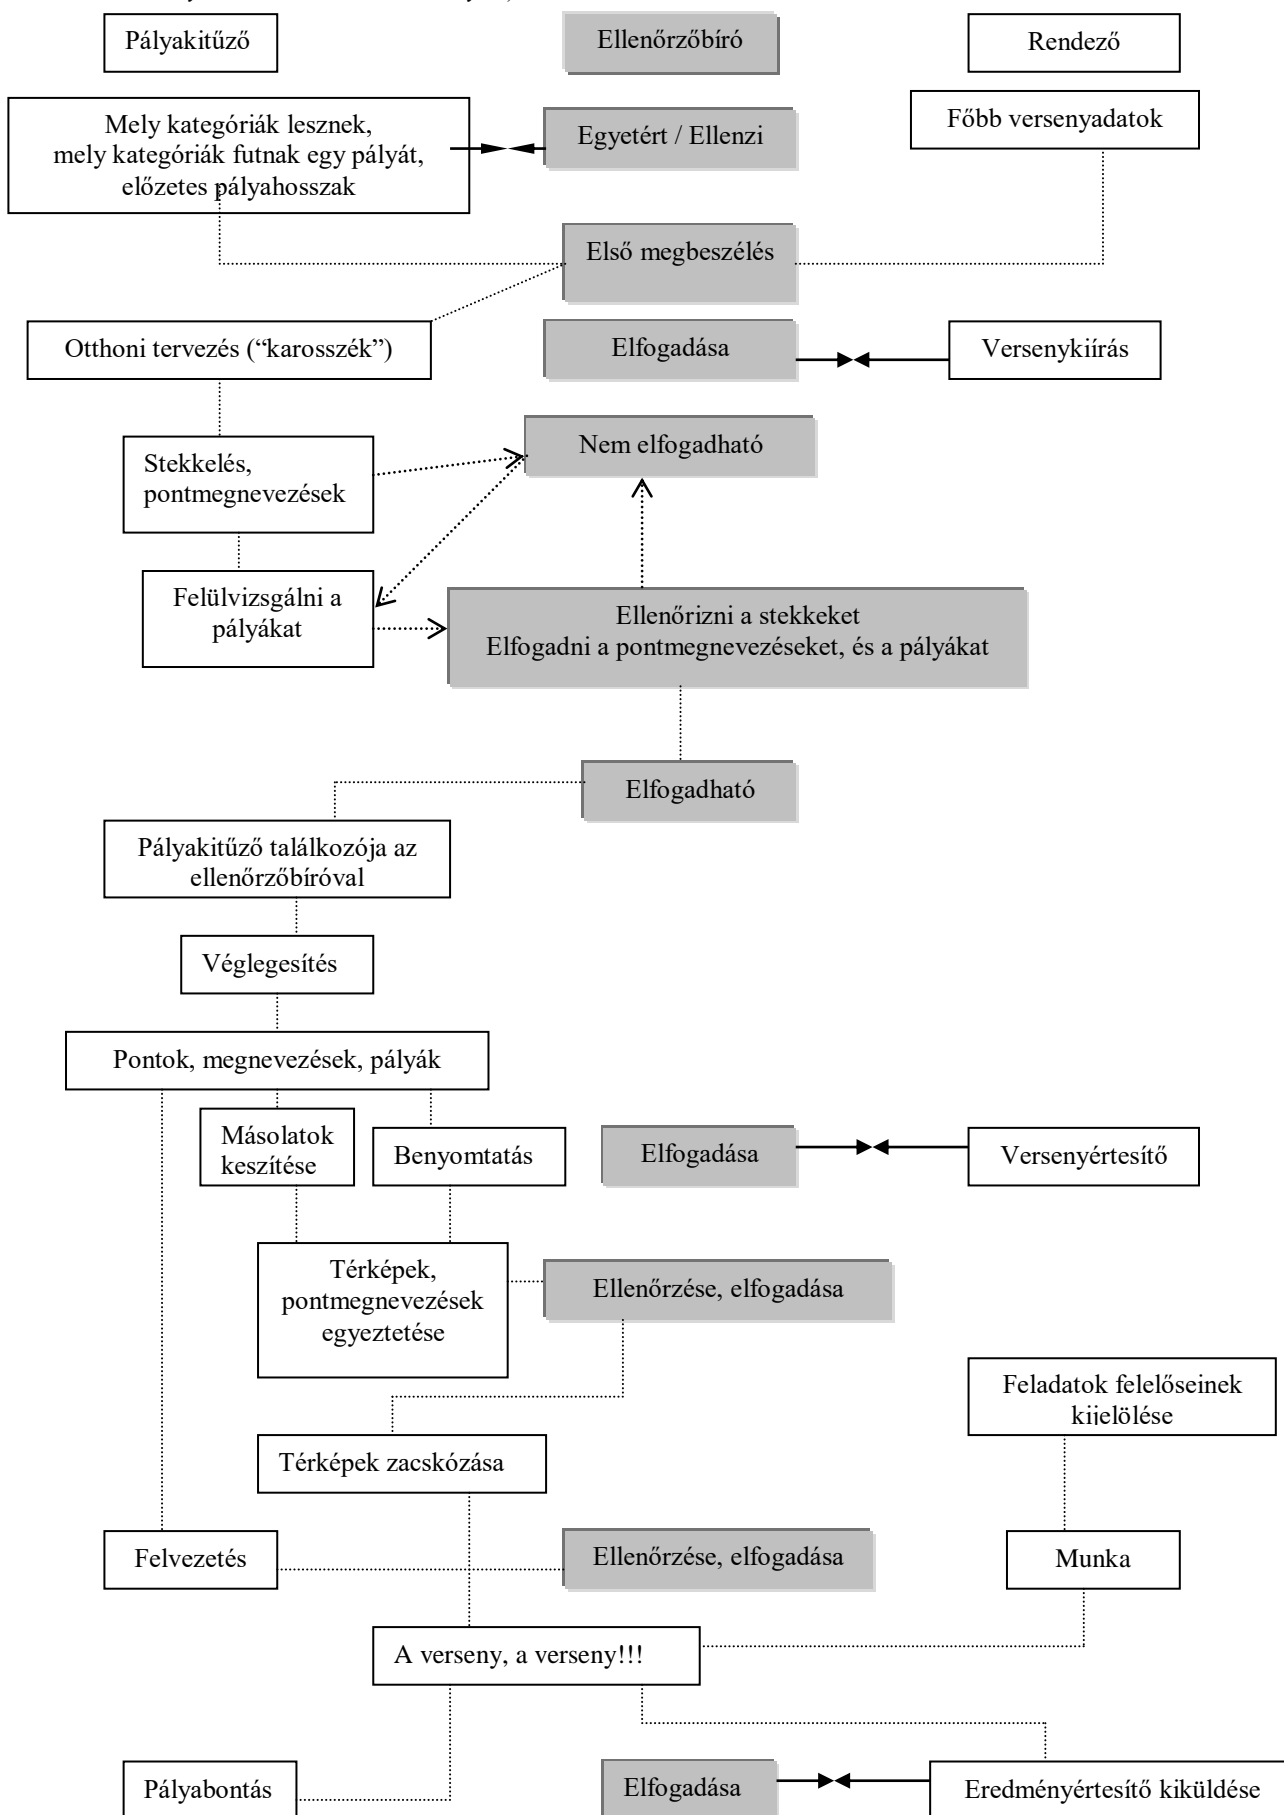 Pályakitűző
Ellenőrzőbíró
Rendező
Mely kategóriák lesznek,
mely kategóriák futnak egy pályát,
előzetes pályahosszak
Egyetért / Ellenzi
Főbb versenyadatok
Első megbeszélés
Otthoni tervezés (“karosszék”)
Elfogadása
Versenykiírás
Stekkelés,
pontmegnevezések
Nem elfogadható
Felülvizsgálni a
pályákat
Ellenőrizni a stekkeket
Elfogadni a pontmegnevezéseket, és a pályákat
Elfogadható
Pályakitűző találkozója az
ellenőrzőbíróval
Véglegesítés
Pontok, megnevezések, pályák
Másolatok
keszítése
Benyomtatás
Elfogadása
Versenyértesítő
Térképek,
pontmegnevezések
egyeztetése
Ellenőrzése, elfogadása
Feladatok felelőseinek
kijelölése
Térképek zacskózása
Felvezetés
Ellenőrzése, elfogadása
Munka
A verseny, a verseny!!!
Pályabontás
Elfogadása
Eredményértesítő kiküldése